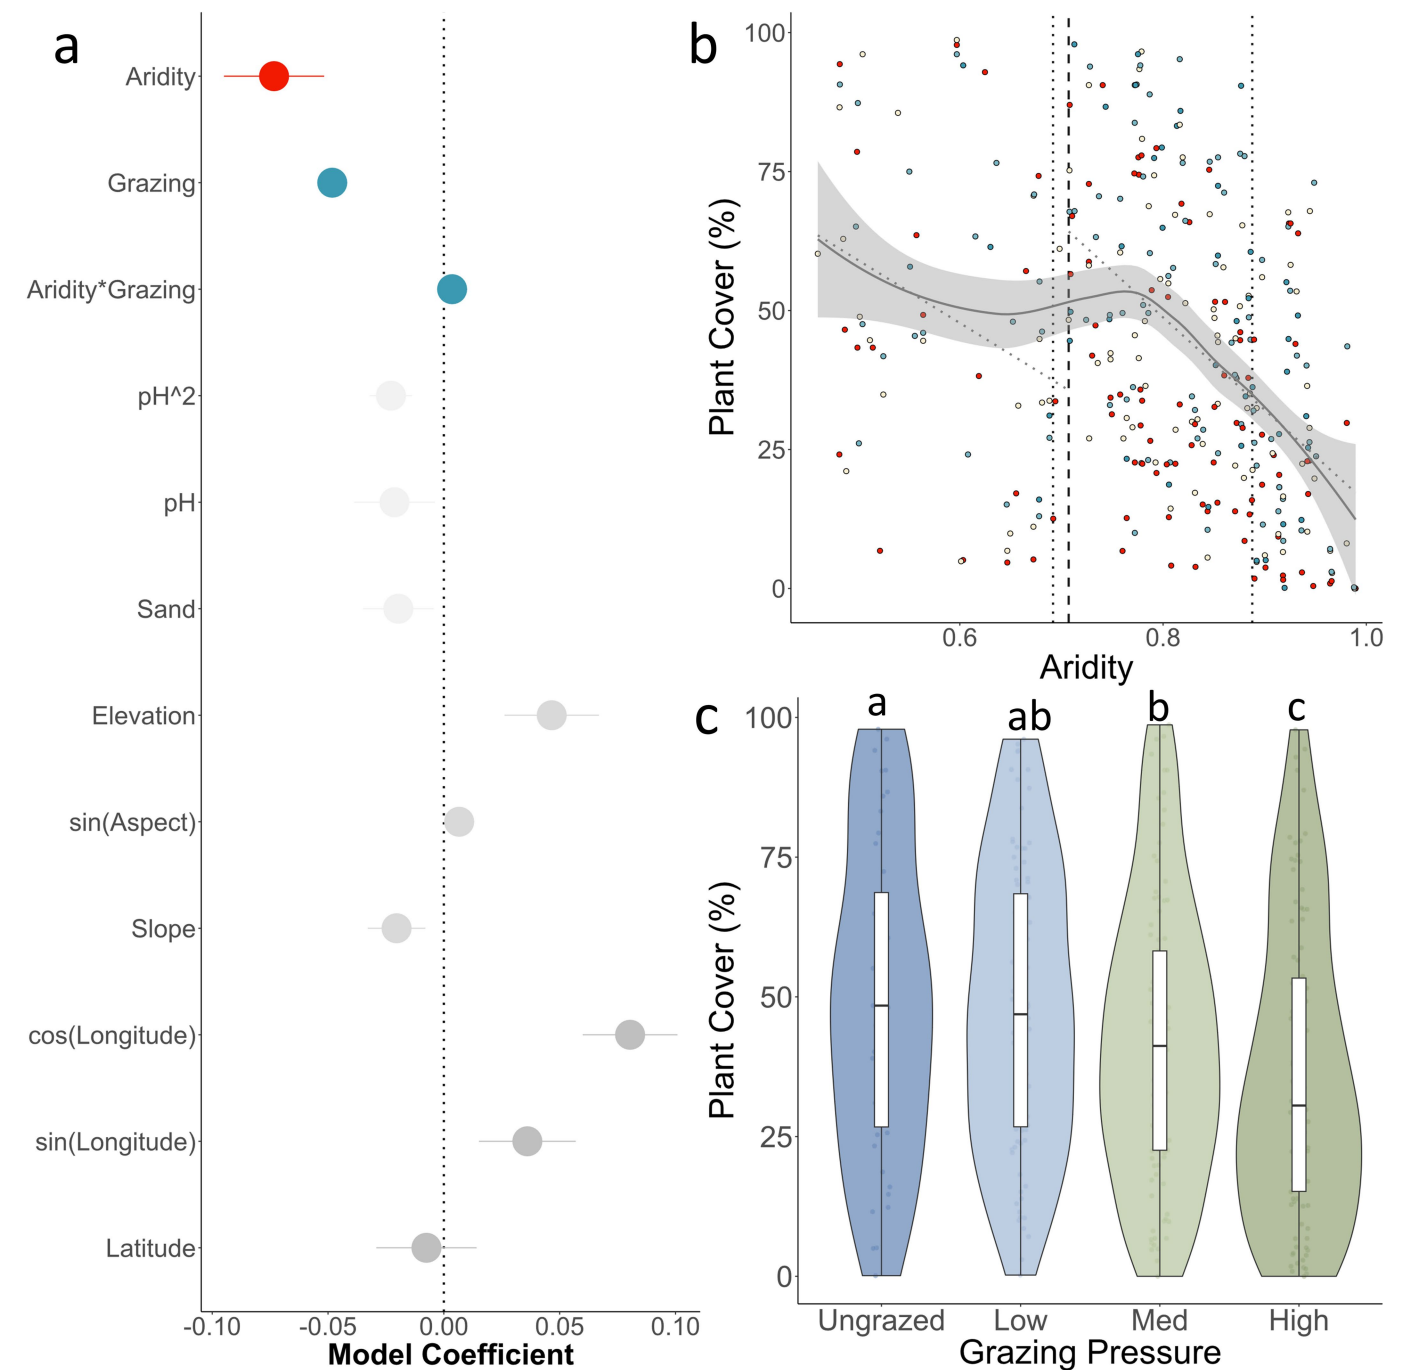 a
Aridity
Grazing
Aridity*Grazing
pH^2
pH
Sand
Elevation
sin(Aspect)
Slope
cos(Longitude)
sin(Longitude)
Latitude
-0.10 -0.05 0.00 0.05 0.10
Model Coefficient
b
Plant Cover (%)
100
75
50
25
0
0.6 0.8 1.0
Aridity
c
Plant Cover (%)
100
75
50
25
0
a ab b c
Ungrazed Low Med High
Grazing Pressure